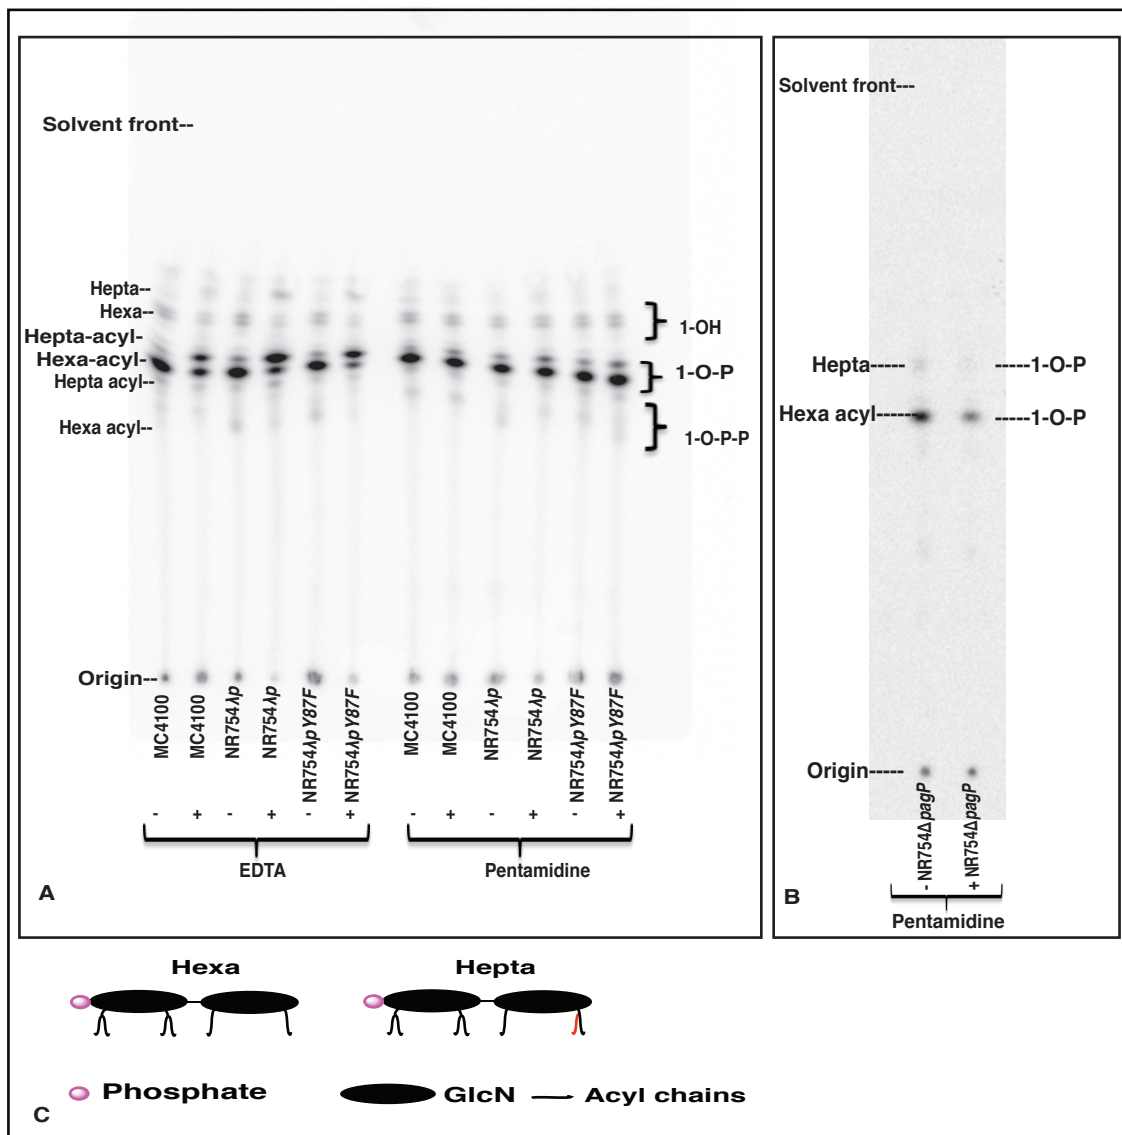 Solvent front--
Hepta--
Hexa--
Hepta-acyl-
Hexa-acyl-
Hepta acyl--
Hexa acyl--
Origin--
1-OH
1-O-P
1-O-P-P
MC4100
MC4100
NR754λp
NR754λp
NR754λpY87F
NR754λpY87F
MC4100
MC4100
NR754λp
NR754λp
NR754λpY87F
NR754λpY87F
- + - + - + - + - + - +
EDTA
Pentamidine
A
Solvent front---
Hepta-----
-----1-O-P
Hexa acyl-----
-----1-O-P
Origin-----
- NR754ΔpagP
+ NR754ΔpagP
Pentamidine
B
Hexa
Hepta
Phosphate
GlcN
Acyl chains
C